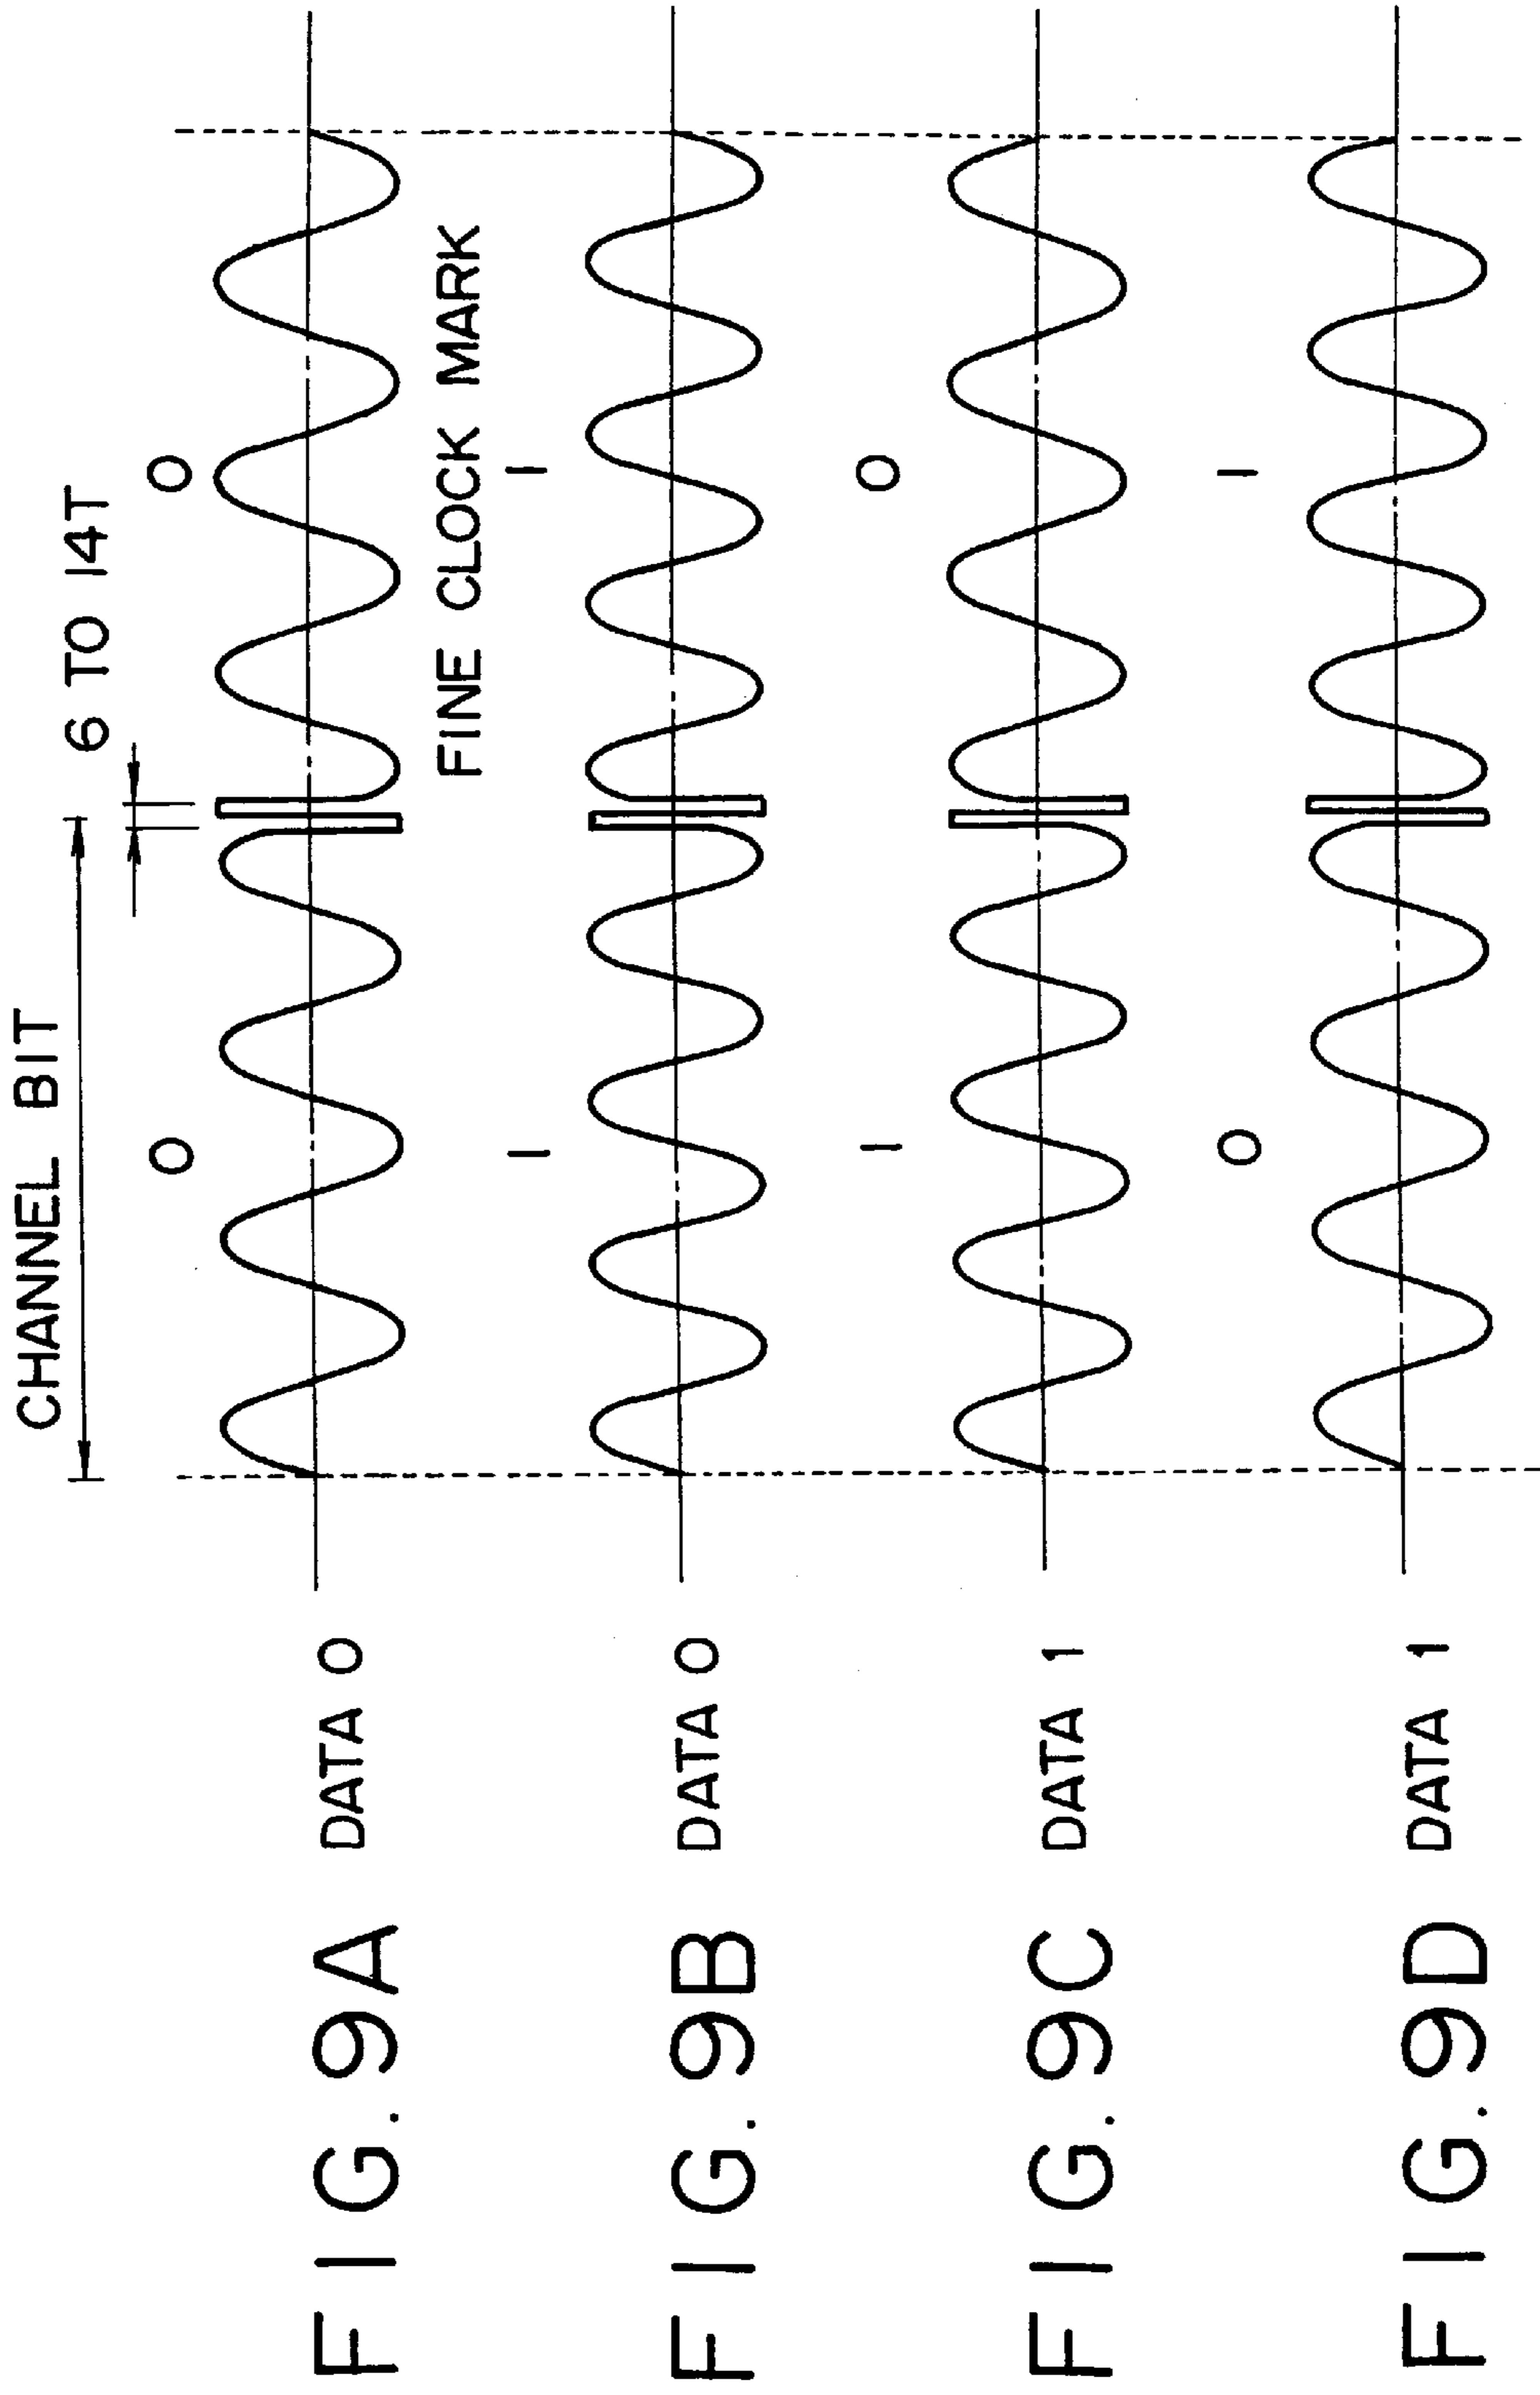 CHANNEL BIT
6 TO 14T
0 0
FIG.9A DATA 0
FINE CLOCK MARK
1 1
FIG.9B DATA 0
1 0
FIG.9C DATA 1
0 1
FIG.9D DATA 1